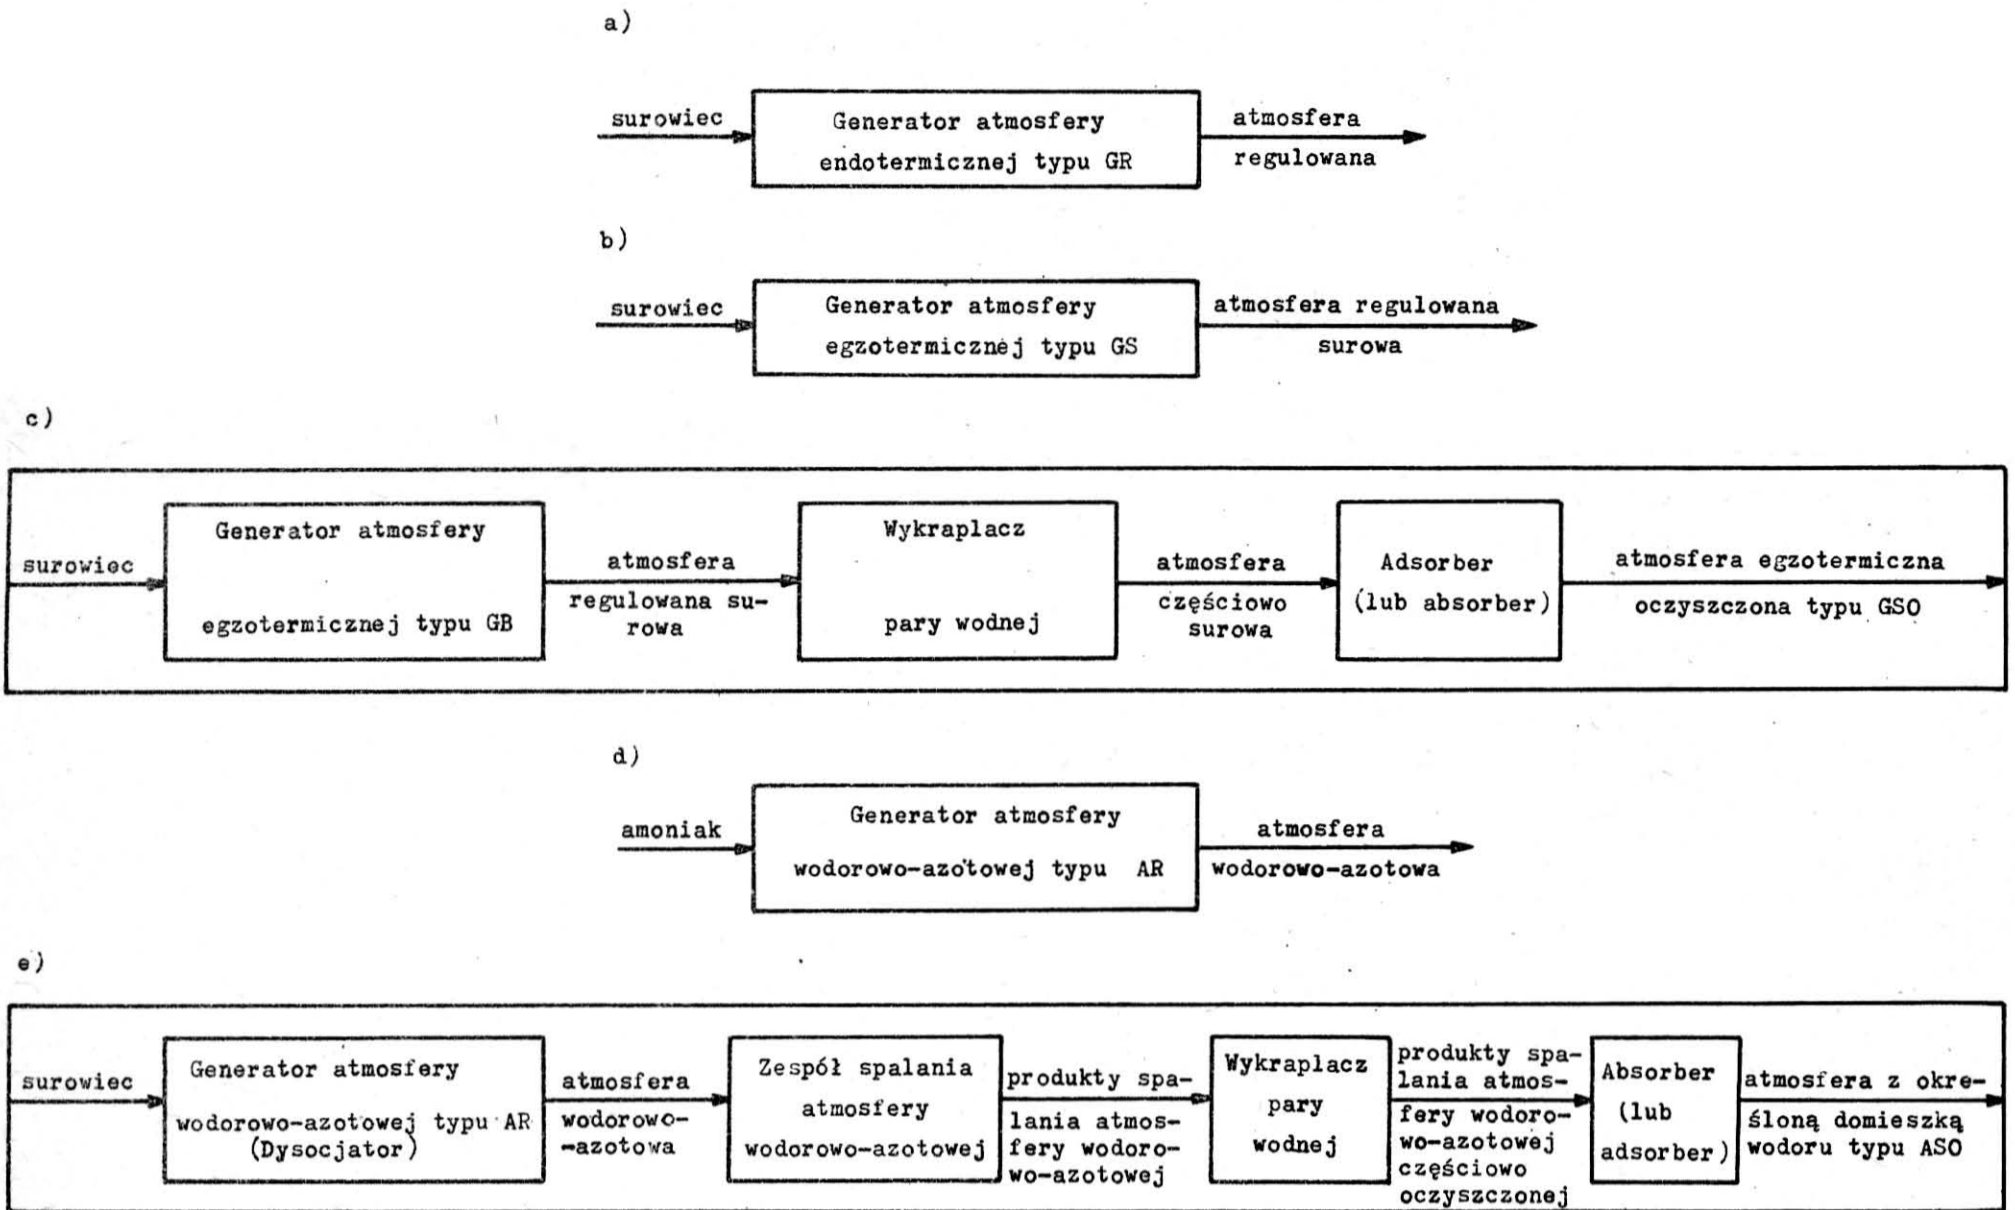 a)
surowiec
Generator atmosfery
endotermicznej typu GR
atmosfera
regulowana
b)
surowiec
Generator atmosfery
egzotermicznej typu GS
atmosfera regulowana
surowa
c)
surowiec
Generator atmosfery
egzotermicznej typu GB
atmosfera
regulowana su-
rowa
Wykraplacz
pary wodnej
atmosfera
częściowo
surowa
Adsorber
(lub absorber)
atmosfera egzotermiczna
oczyszczona typu GSO
d)
amoniak
Generator atmosfery
wodorowo-azotowej typu AR
atmosfera
wodorowo-azotowa
e)
surowiec
Generator atmosfery
wodorowo-azotowej typu AR
(Dysocjator)
atmosfera
wodorowo-
-azotowa
Zespół spalania
atmosfery
wodorowo-azotowej
produkty spa-
lania atmos-
fery wodoro-
wo-azotowej
Wykraplacz
pary
wodnej
produkty spa-
lania atmos-
fery wodoro-
wo-azotowej
częściowo
oczyszczonej
Absorber
(lub
adsorber)
atmosfera z okre-
śloną domieszką
wodoru typu ASO